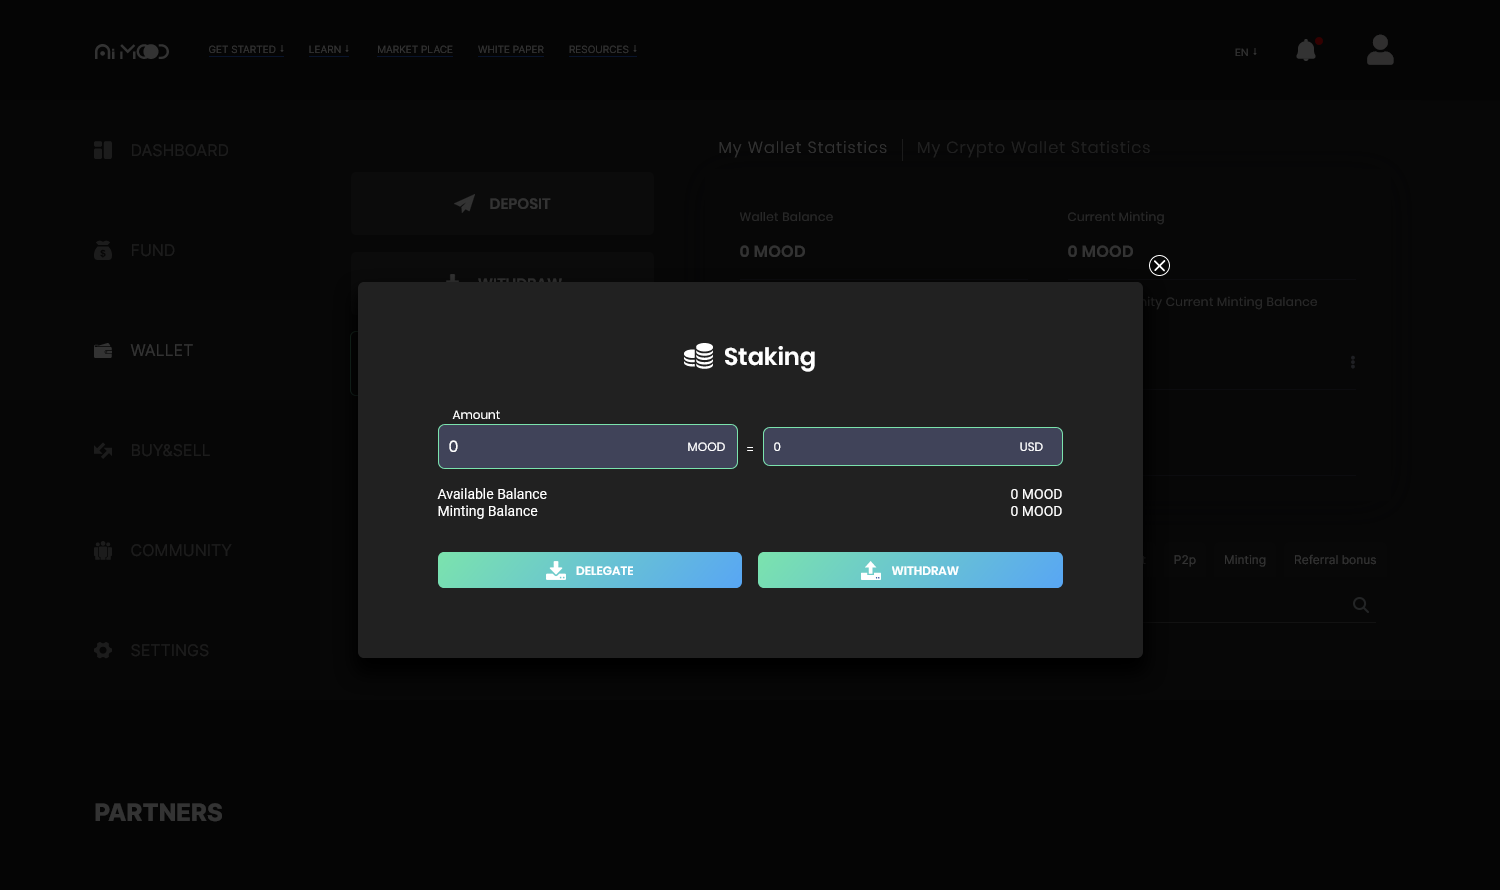 Ai MOOD
GET STARTED LEARN MARKET PLACE WHITE PAPER RESOURCES
EN
DASHBOARD
FUND
WALLET
BUY&SELL
COMMUNITY
SETTINGS
DEPOSIT
WITHDRAW
My Wallet Statistics My Crypto Wallet Statistics
Wallet Balance Current Minting
0 MOOD 0 MOOD
Current Minting Balance
Staking
Amount
0 MOOD = 0 USD
Available Balance 0 MOOD
Minting Balance 0 MOOD
DELEGATE WITHDRAW
P2p Minting Referral bonus
PARTNERS